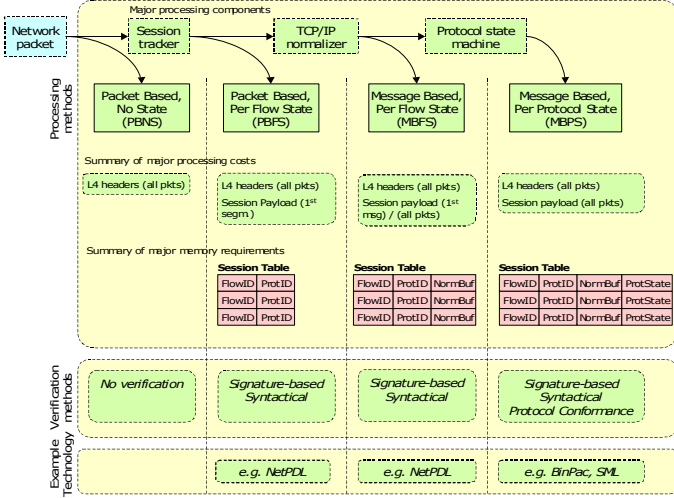 Major processing components
Network packet
Session tracker
TCP/IP normalizer
Protocol state machine
Processing methods
Packet Based, No State (PBNS)
Packet Based, Per Flow State (PBFS)
Message Based, Per Flow State (MBFS)
Message Based, Per Protocol State (MBPS)
Summary of major processing costs
L4 headers (all pkts)
L4 headers (all pkts)
Session Payload (1st segm.)
L4 headers (all pkts)
Session payload (1st msg) / (all pkts)
L4 headers (all pkts)
Session payload (all pkts)
Summary of major memory requirements
Session Table
FlowID ProtID
FlowID ProtID
FlowID ProtID
Session Table
FlowID ProtID NormBuf
FlowID ProtID NormBuf
FlowID ProtID NormBuf
Session Table
FlowID ProtID NormBuf ProtState
FlowID ProtID NormBuf ProtState
FlowID ProtID NormBuf ProtState
Verification methods
No verification
Signature-based
Syntactical
Signature-based
Syntactical
Signature-based
Syntactical
Protocol Conformance
Example Technology
e.g. NetPDL
e.g. NetPDL
e.g. BinPac, SML